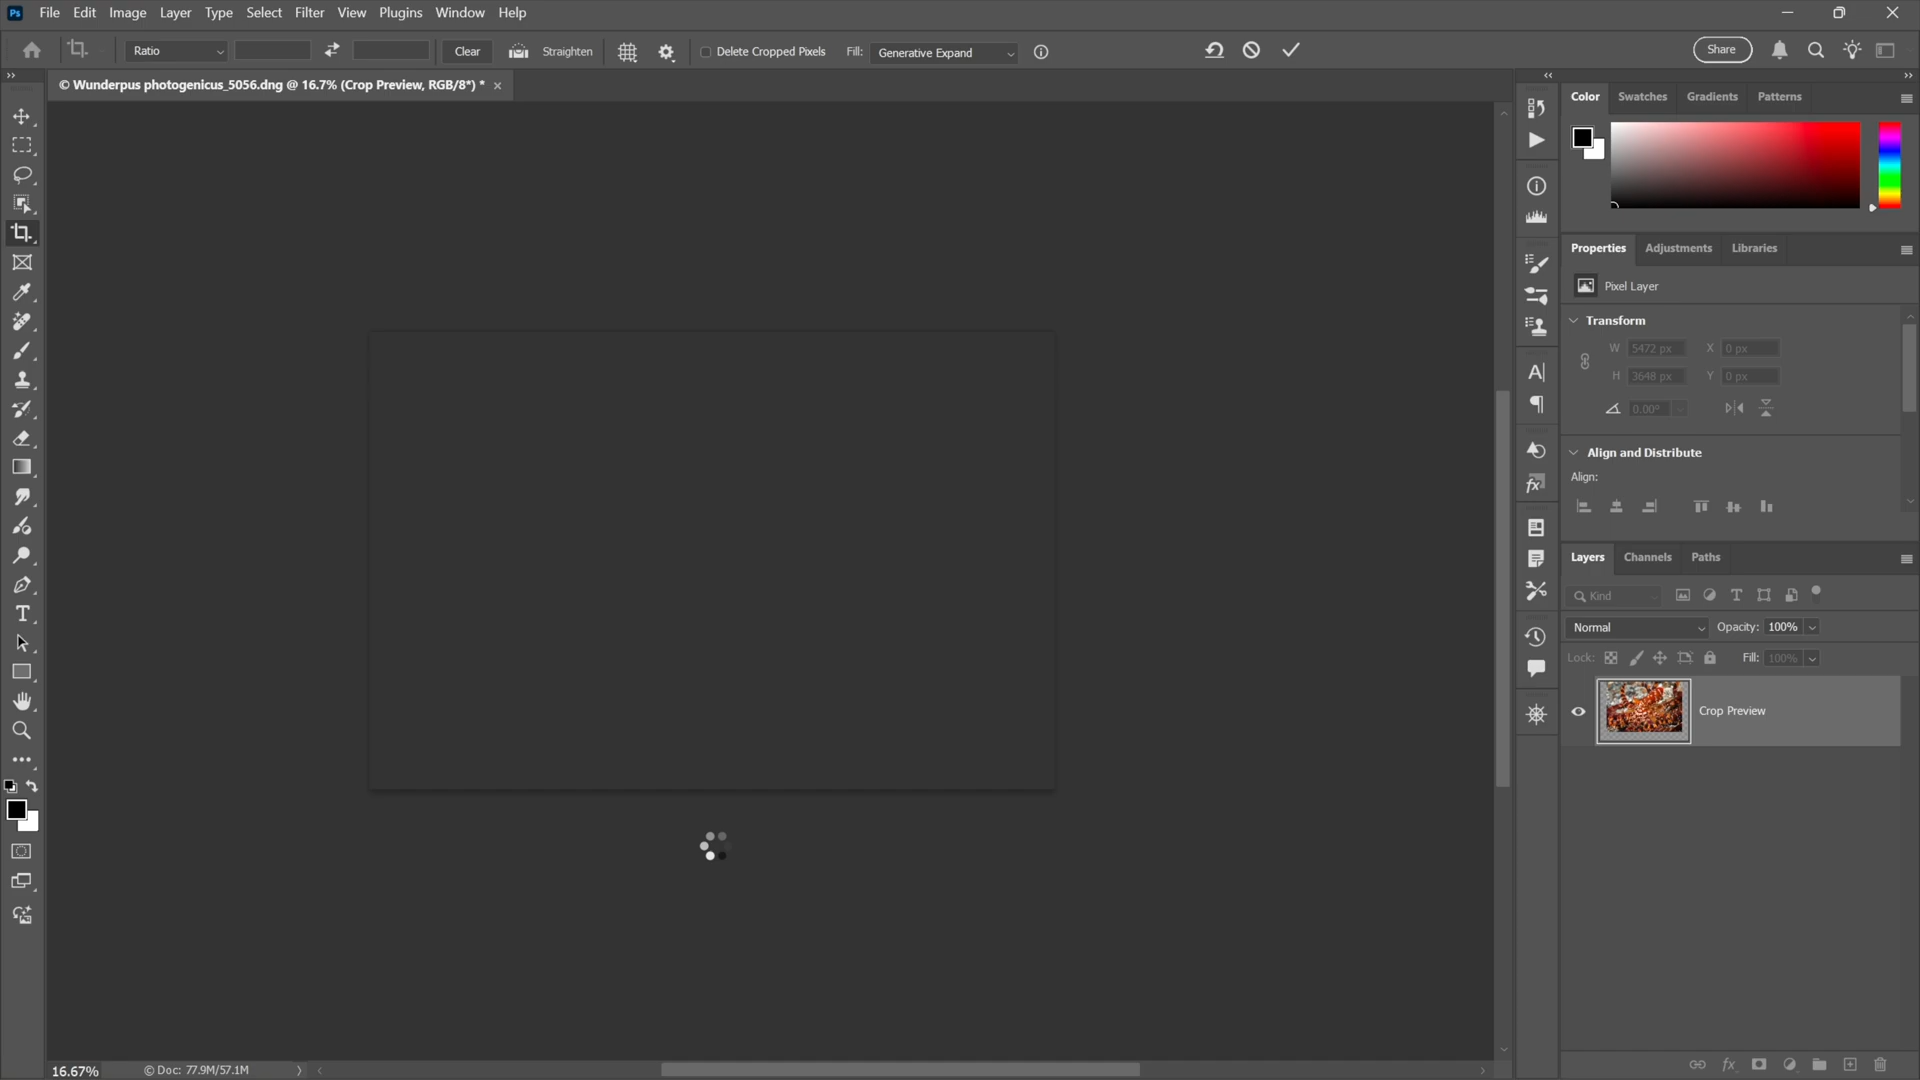 Ps File Edit Image Layer Type Select Filter View Plugins Window Help
Ratio Clear Straighten Delete Cropped Pixels Fill: Generative Expand Share
© Wunderpus photogenicus_5056.dng @ 16.7% (Crop Preview, RGB/8*) *
Color Swatches Gradients Patterns
Properties Adjustments Libraries
Pixel Layer
Transform
W 5472 px X 0 px
H 3648 px Y 0 px
0.00°
Align and Distribute
Align:
Layers Channels Paths
Kind
Normal Opacity: 100%
Lock: Fill: 100%
Crop Preview
16.67% © Doc: 77.9M/57.1M